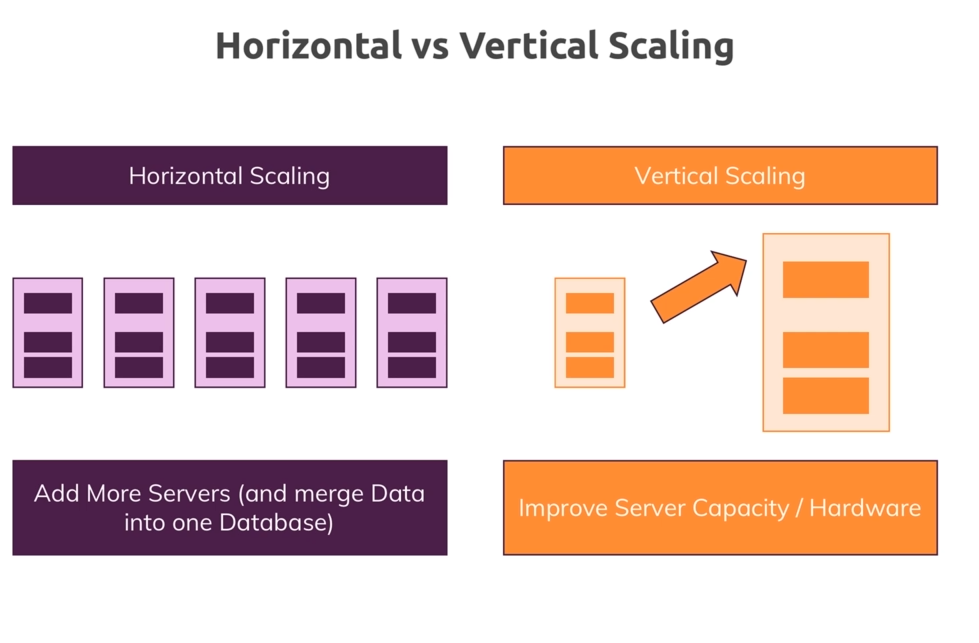 Horizontal vs Vertical Scaling
Horizontal Scaling
Vertical Scaling
Add More Servers (and merge Data
into one Database)
Improve Server Capacity / Hardware